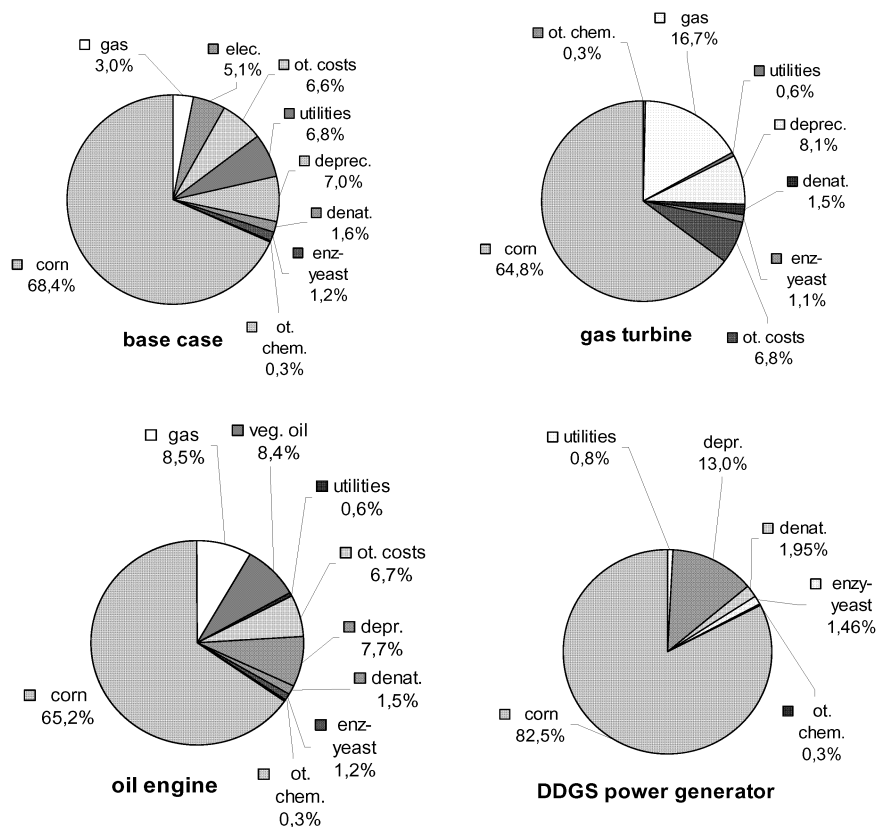 gas
3,0%
elec.
5,1%
ot. costs
6,6%
utilities
6,8%
deprec.
7,0%
denat.
1,6%
enz-
yeast
1,2%
ot.
chem.
0,3%
corn
68,4%
base case
ot. chem.
0,3%
gas
16,7%
utilities
0,6%
deprec.
8,1%
denat.
1,5%
enz-
yeast
1,1%
ot. costs
6,8%
corn
64,8%
gas turbine
gas
8,5%
veg. oil
8,4%
utilities
0,6%
ot. costs
6,7%
depr.
7,7%
denat.
1,5%
enz-
yeast
1,2%
ot.
chem.
0,3%
corn
65,2%
oil engine
utilities
0,8%
depr.
13,0%
denat.
1,95%
enzy-
yeast
1,46%
ot.
chem.
0,3%
corn
82,5%
DDGS power generator